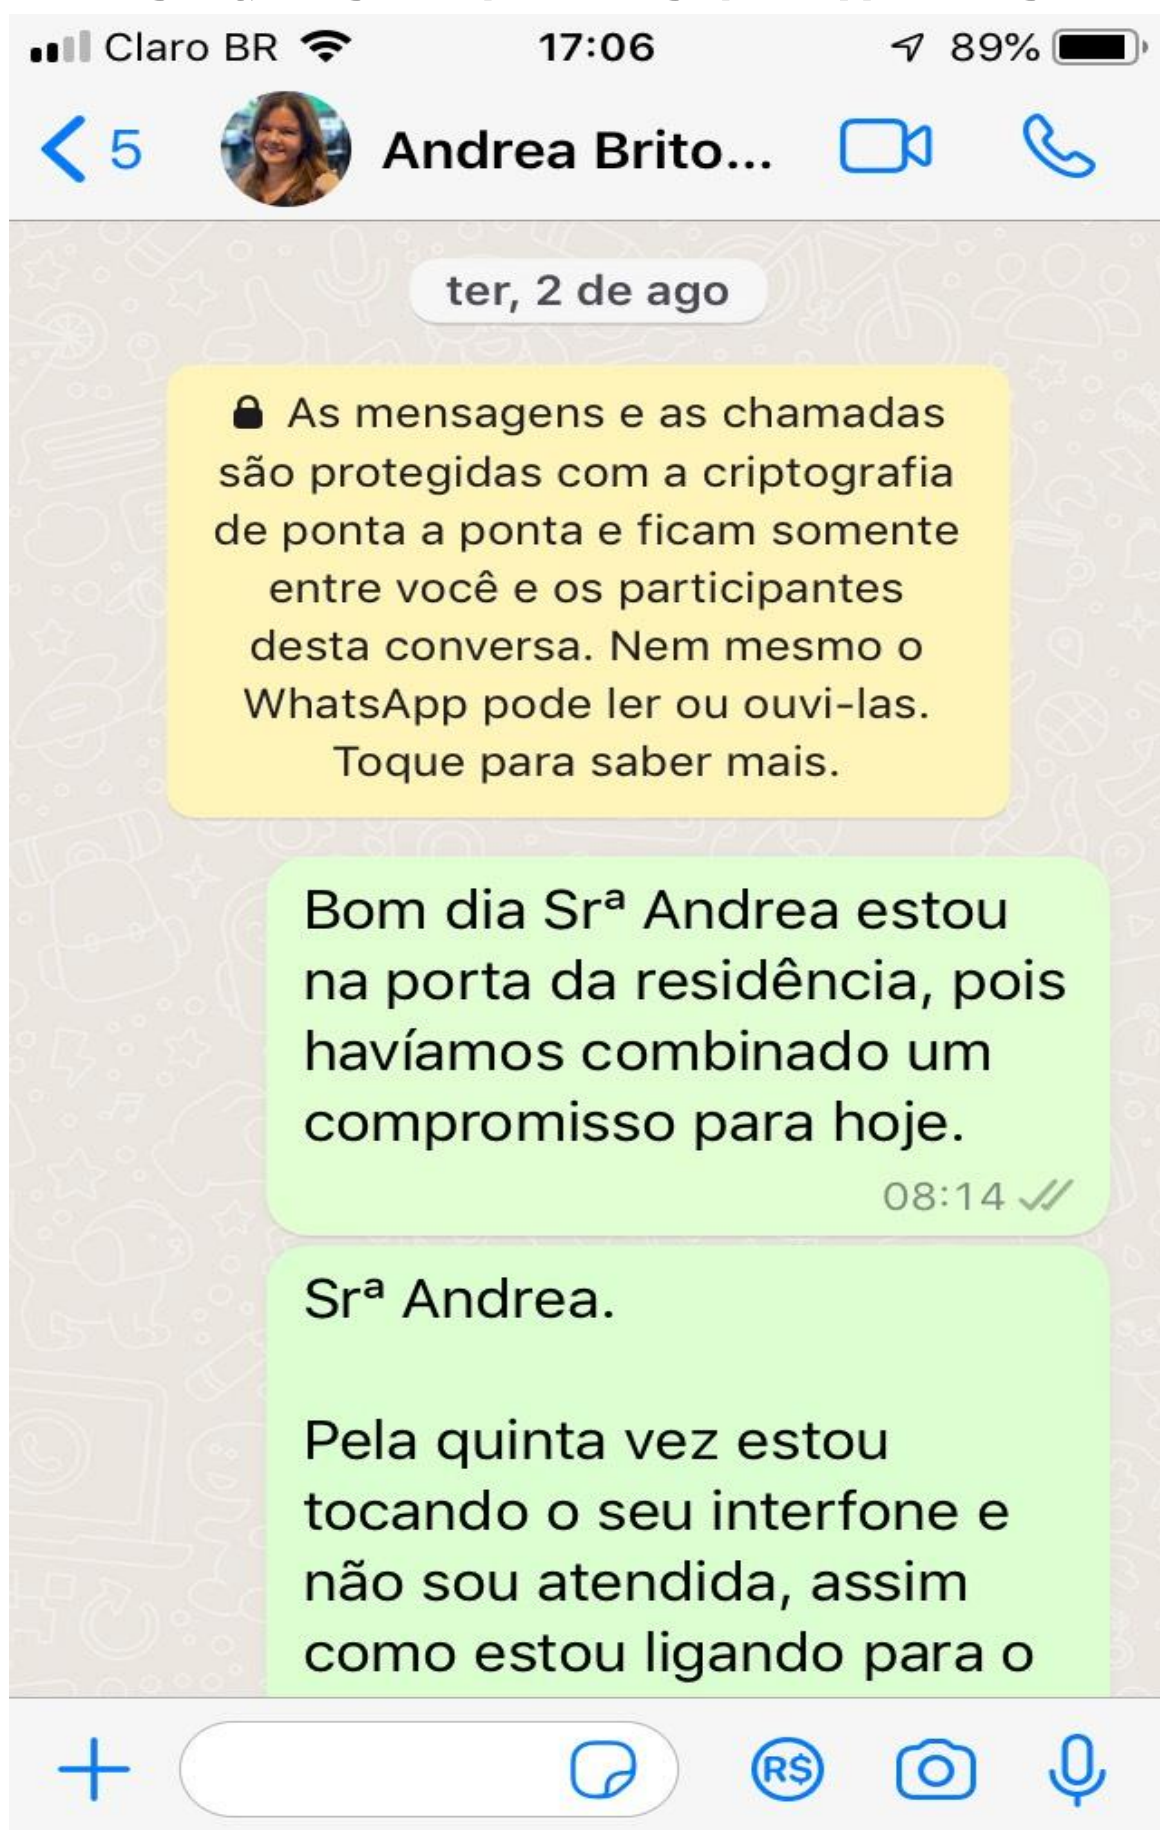 Claro BR 17:06 89%
5 Andrea Brito...
ter, 2 de ago
As mensagens e as chamadas
são protegidas com a criptografia
de ponta a ponta e ficam somente
entre você e os participantes
desta conversa. Nem mesmo o
WhatsApp pode ler ou ouvi-las.
Toque para saber mais.
Bom dia Srª Andrea estou
na porta da residência, pois
havíamos combinado um
compromisso para hoje.
08:14
Srª Andrea.
Pela quinta vez estou
tocando o seu interfone e
não sou atendida, assim
como estou ligando para o
R$